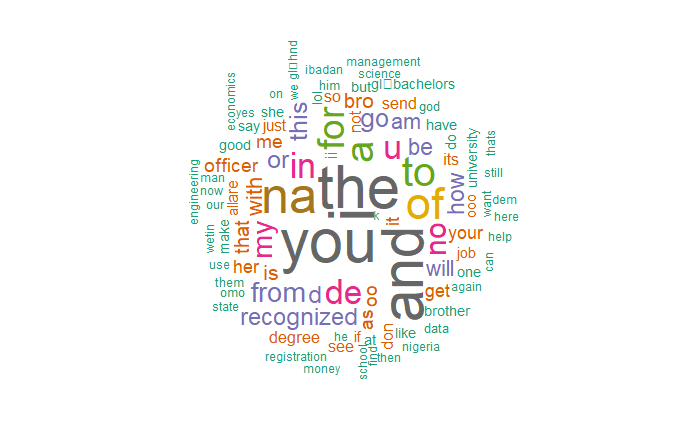 management
ibadan
science
we gl□hnd
him
gl□bachelors
economics
on
lol
so
bro
but
send
god
yes
she
this
for
not
go
am
have
say
just
me
good
a
u
be
do
its
university
thats
still
officer
or
in
ii
the
to
how
engineering
man
now
our
allare
with
na
of
ooo
want
dem
here
wetin
make
that
my
you
i
k
it
and
no
your
help
use
her
is
will
job
one
can
them
omo
from
d
de
as
oo
get
again
state
recognized
brother
degree
see
he
if
at
don
like
data
registration
money
school
find
then
nigeria